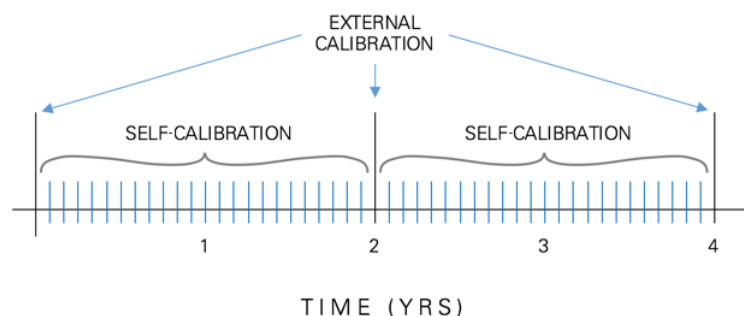 EXTERNAL
CALIBRATION
SELF-CALIBRATION
SELF-CALIBRATION
1
2
3
4
TIME (YRS)